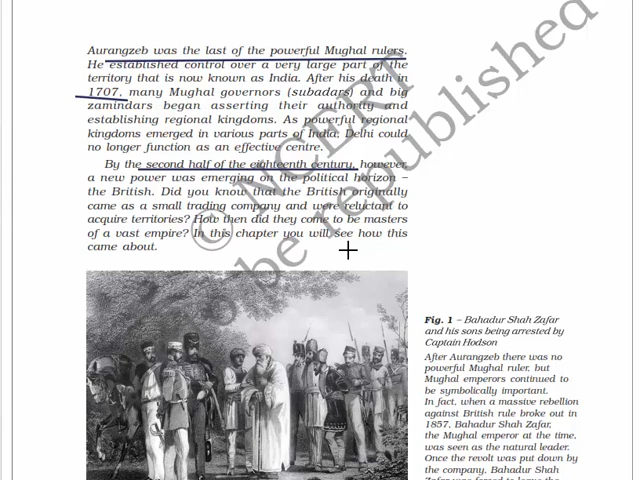 Aurangzeb was the last of the powerful Mughal rulers.
He established control over a very large part of the
territory that is now known as India. After his death in
1707, many Mughal governors (subadars) and big
zamindars began asserting their authority and
establishing regional kingdoms. As powerful regional
kingdoms emerged in various parts of India, Delhi could
no longer function as an effective centre.
By the second half of the eighteenth century, however,
a new power was emerging on the political horizon –
the British. Did you know that the British originally
came as a small trading company and were reluctant to
acquire territories? How then did they come to be masters
of a vast empire? In this chapter you will see how this
came about.
© NCERT
o be republished
Fig. 1 – Bahadur Shah Zafar
and his sons being arrested by
Captain Hodson
After Aurangzeb there was no
powerful Mughal ruler, but
Mughal emperors continued to
be symbolically important.
In fact, when a massive rebellion
against British rule broke out in
1857, Bahadur Shah Zafar,
the Mughal emperor at the time,
was seen as the natural leader.
Once the revolt was put down by
the company, Bahadur Shah
Zafar was forced to leave the